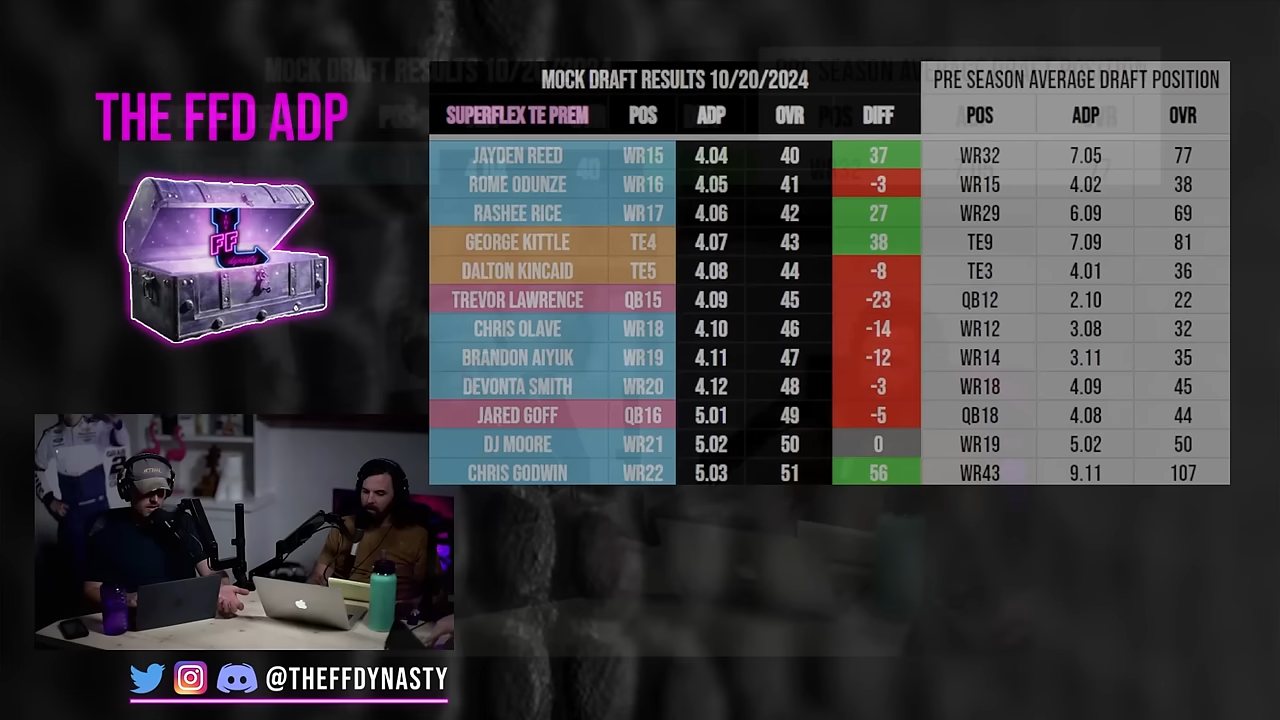 THE FFD ADP
FF
dynasty
MOCK DRAFT RESULTS 10/20/2024 PRE SEASON AVERAGE DRAFT POSITION
SUPERFLEX TE PREM POS ADP OVR DIFF POS ADP OVR
JAYDEN REED WR15 4.04 40 37 WR32 7.05 77
ROME ODUNZE WR16 4.05 41 -3 WR15 4.02 38
RASHEE RICE WR17 4.06 42 27 WR29 6.09 69
GEORGE KITTLE TE4 4.07 43 38 TE9 7.09 81
DALTON KINCAID TE5 4.08 44 -8 TE3 4.01 36
TREVOR LAWRENCE QB15 4.09 45 -23 QB12 2.10 22
CHRIS OLAVE WR18 4.10 46 -14 WR12 3.08 32
BRANDON AIYUK WR19 4.11 47 -12 WR14 3.11 35
DEVONTA SMITH WR20 4.12 48 -3 WR18 4.09 45
JARED GOFF QB16 5.01 49 -5 QB18 4.08 44
DJ MOORE WR21 5.02 50 0 WR19 5.02 50
CHRIS GODWIN WR22 5.03 51 56 WR43 9.11 107
@THEFFDYNASTY